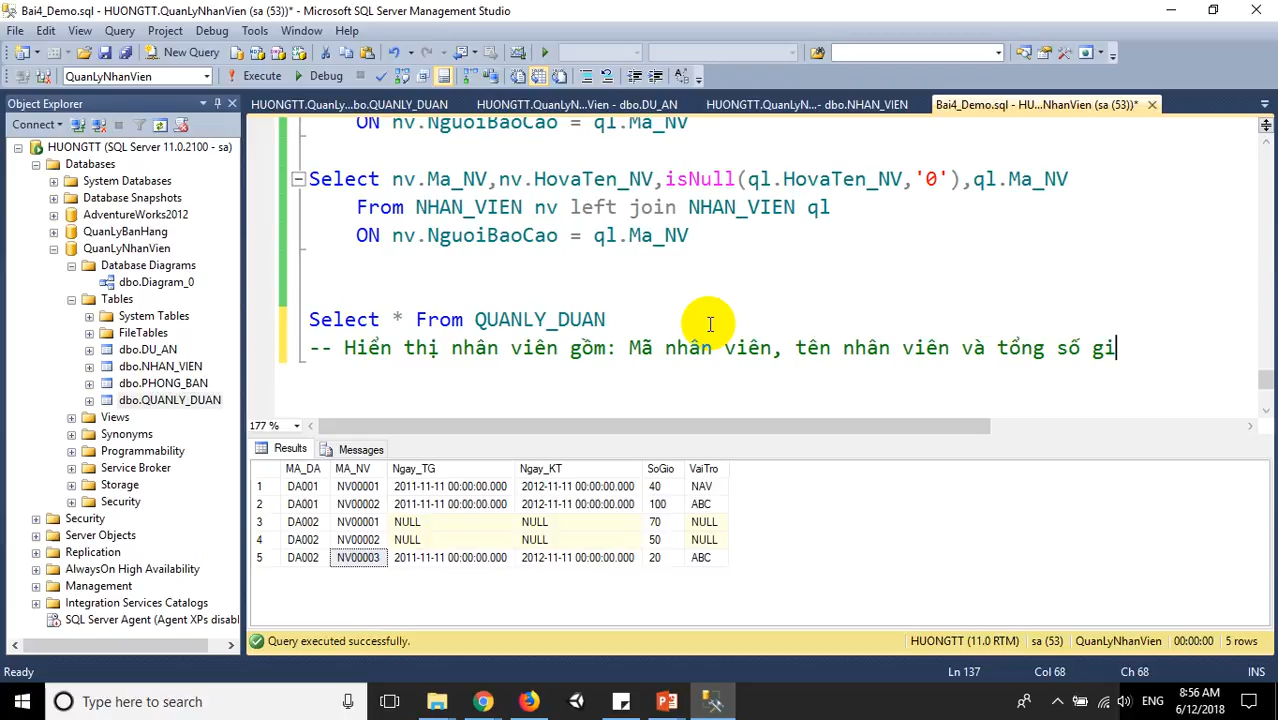 Bai4_Demo.sql - HUONGTT.QuanLyNhanVien (sa (53))* - Microsoft SQL Server Management Studio
File Edit View Query Project Debug Tools Window Help
New Query
QuanLyNhanVien Execute Debug
Object Explorer
HUONGTT.QuanLy...bo.QUANLY_DUAN HUONGTT.QuanLyN...Vien - dbo.DU_AN HUONGTT.QuanLyN...- dbo.NHAN_VIEN Bai4_Demo.sql - HU...NhanVien (sa (53))*
Connect
HUONGTT (SQL Server 11.0.2100 - sa)
Databases
System Databases
Database Snapshots
AdventureWorks2012
QuanLyBanHang
QuanLyNhanVien
Database Diagrams
dbo.Diagram_0
Tables
System Tables
FileTables
dbo.DU_AN
dbo.NHAN_VIEN
dbo.PHONG_BAN
dbo.QUANLY_DUAN
Views
Synonyms
Programmability
Service Broker
Storage
Security
Security
Server Objects
Replication
AlwaysOn High Availability
Management
Integration Services Catalogs
SQL Server Agent (Agent XPs disabl
ON nv.NguoiBaoCao = ql.Ma_NV
Select nv.Ma_NV,nv.HovaTen_NV,isNull(ql.HovaTen_NV,'0'),ql.Ma_NV
From NHAN_VIEN nv left join NHAN_VIEN ql
ON nv.NguoiBaoCao = ql.Ma_NV
Select * From QUANLY_DUAN
-- Hiển thị nhân viên gồm: Mã nhân viên, tên nhân viên và tổng số gi
177 %
Results Messages
MA_DA MA_NV Ngay_TG Ngay_KT SoGio VaiTro
1 DA001 NV00001 2011-11-11 00:00:00.000 2012-11-11 00:00:00.000 40 NAV
2 DA001 NV00002 2011-11-11 00:00:00.000 2012-11-11 00:00:00.000 100 ABC
3 DA002 NV00001 NULL NULL 70 NULL
4 DA002 NV00002 NULL NULL 50 NULL
5 DA002 NV00003 2011-11-11 00:00:00.000 2012-11-11 00:00:00.000 20 ABC
Query executed successfully. HUONGTT (11.0 RTM) sa (53) QuanLyNhanVien 00:00:00 5 rows
Ready Ln 137 Col 68 Ch 68 INS
Type here to search ENG 8:56 AM
6/12/2018